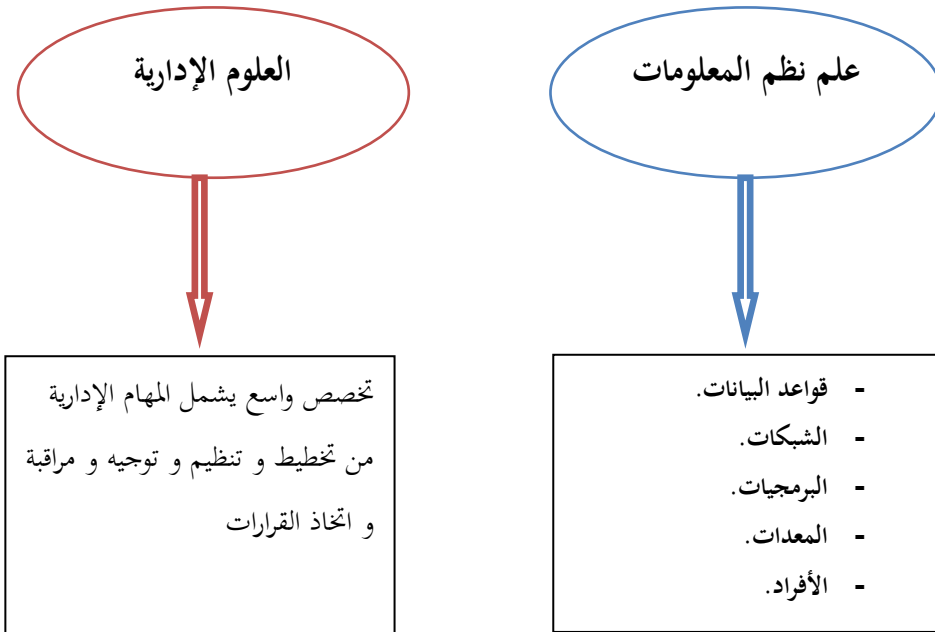 علم نظم المعلومات
العلوم الإدارية
- قواعد البيانات.
- الشبكات.
- البرمجيات.
- المعدات.
- الأفراد.
تخصص واسع يشمل المهام الإدارية
من تخطيط و تنظيم و توجيه و مراقبة
و اتخاذ القرارات